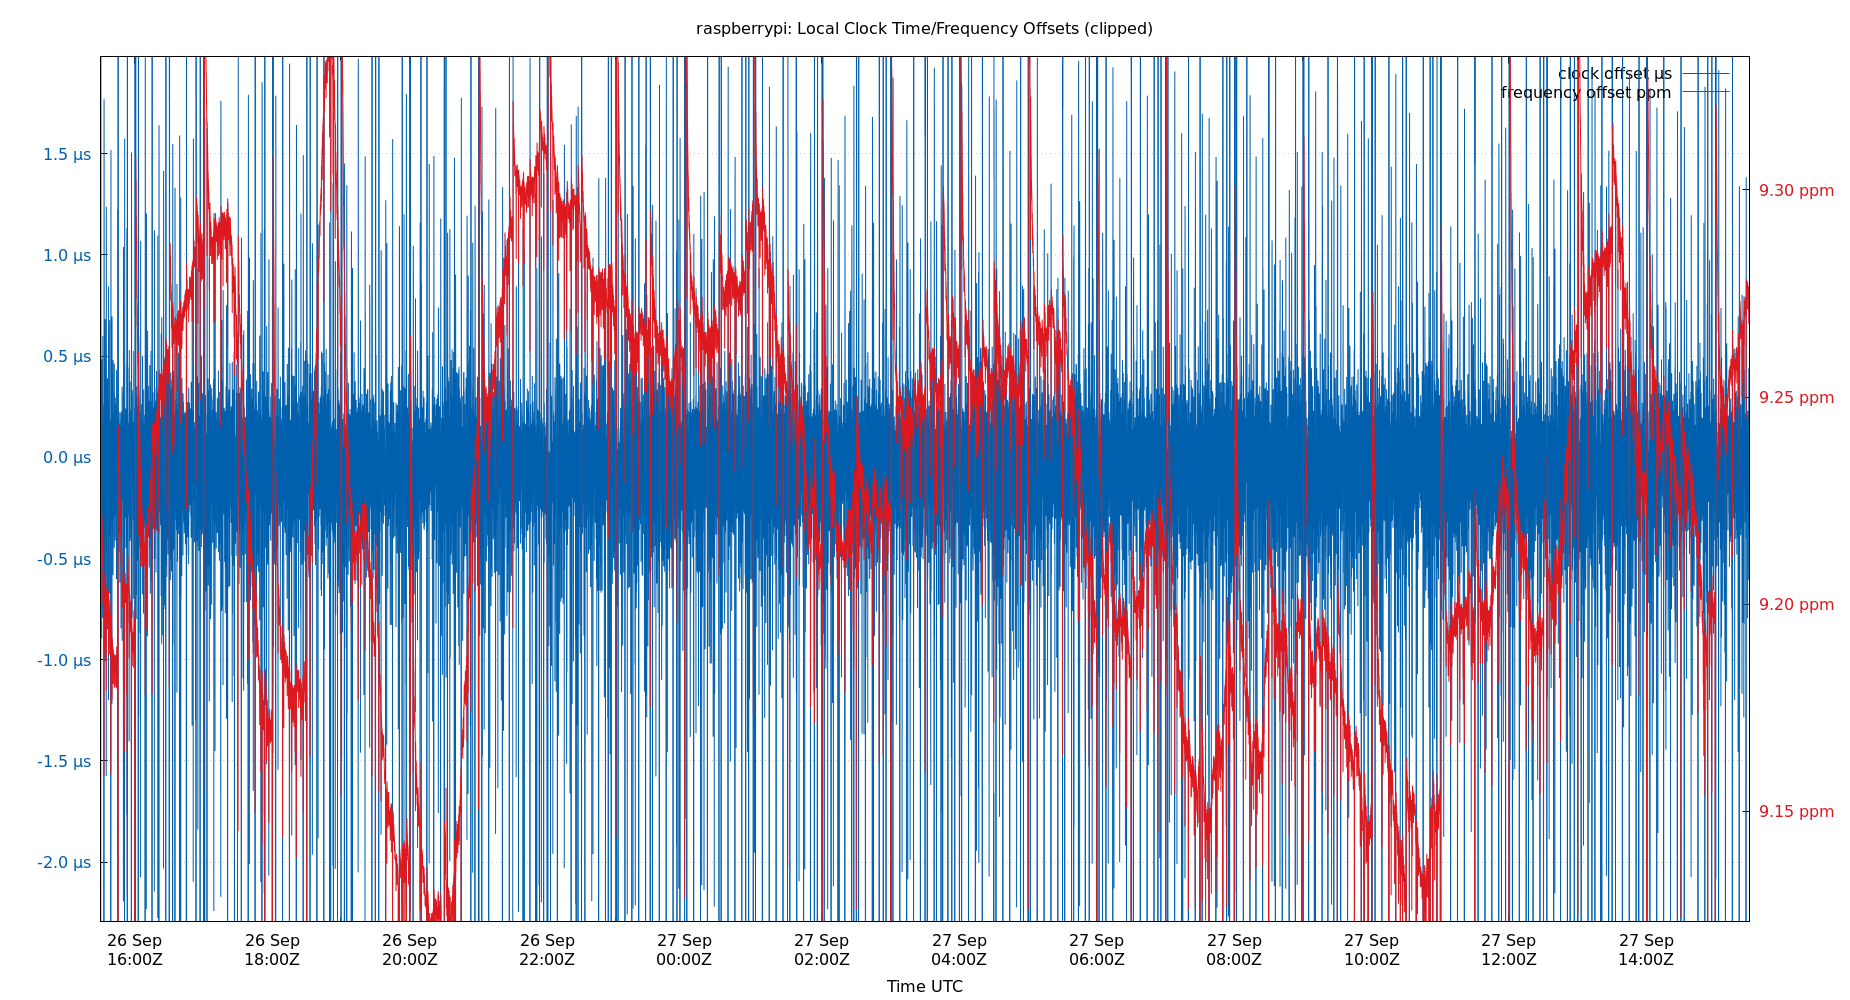 raspberrypi: Local Clock Time/Frequency Offsets (clipped)
clock offset µs
frequency offset ppm
1.5 µs
1.0 µs
0.5 µs
0.0 µs
-0.5 µs
-1.0 µs
-1.5 µs
-2.0 µs
9.30 ppm
9.25 ppm
9.20 ppm
9.15 ppm
26 Sep 26 Sep 26 Sep 26 Sep 27 Sep 27 Sep 27 Sep 27 Sep 27 Sep 27 Sep 27 Sep 27 Sep
16:00Z 18:00Z 20:00Z 22:00Z 00:00Z 02:00Z 04:00Z 06:00Z 08:00Z 10:00Z 12:00Z 14:00Z
Time UTC